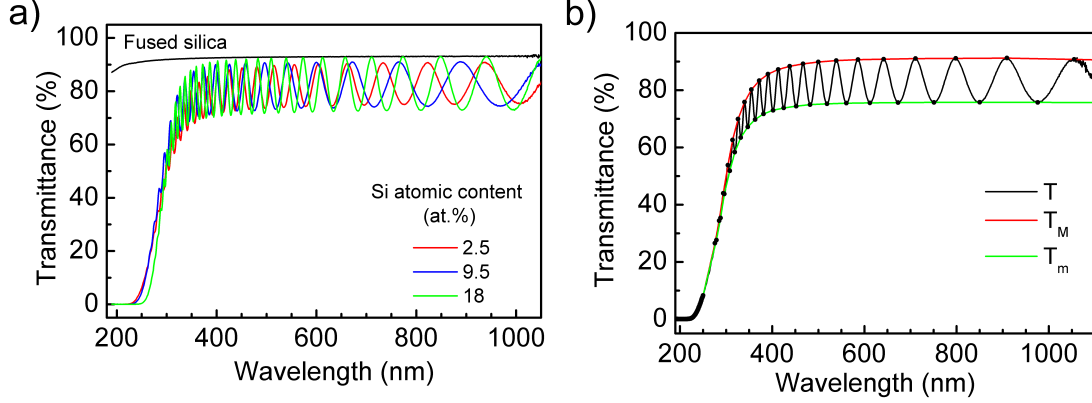 a)
Transmittance (%)
100
80
60
40
20
0
Fused silica
Si atomic content
(at.%)
2.5
9.5
18
200 400 600 800 1000
Wavelength (nm)
b)
Transmittance (%)
100
80
60
40
20
0
T
T_M
T_m
200 400 600 800 1000
Wavelength (nm)